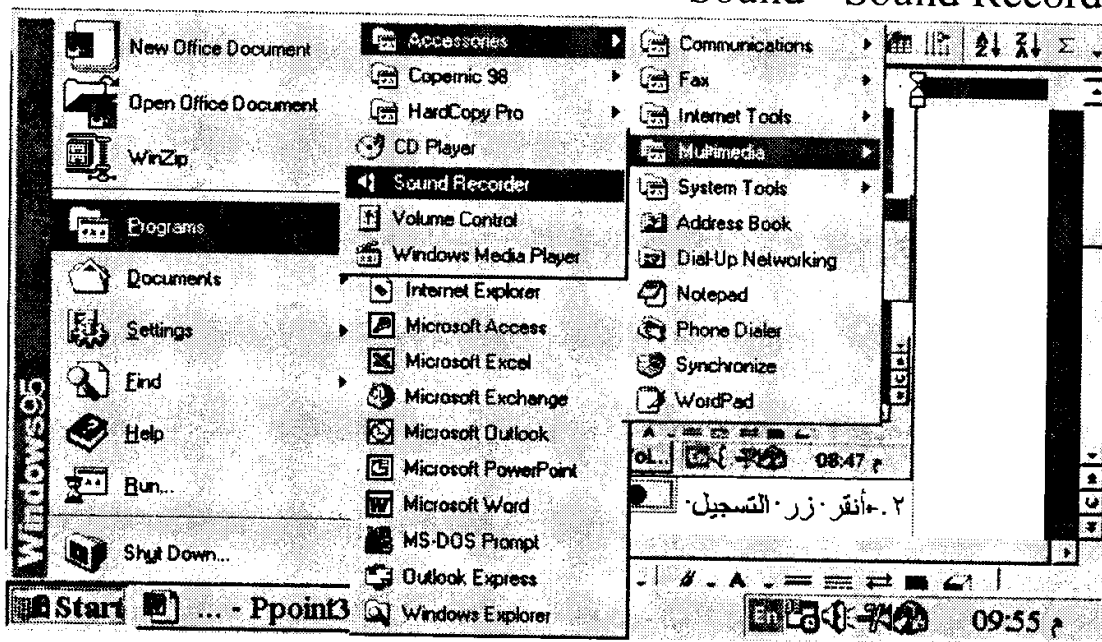 Sound - Sound Record
New Office Document
Open Office Document
WinZip
Programs
Documents
Settings
Find
Help
Run...
Shut Down...
Windows95
Accessories
Copernic 98
HardCopy Pro
CD Player
Sound Recorder
Volume Control
Windows Media Player
Internet Explorer
Microsoft Access
Microsoft Excel
Microsoft Exchange
Microsoft Outlook
Microsoft PowerPoint
Microsoft Word
MS-DOS Prompt
Outlook Express
Windows Explorer
Communications
Fax
Internet Tools
Multimedia
System Tools
Address Book
Dial-Up Networking
Notepad
Phone Dialer
Synchronize
WordPad
08:47 م
٢.-أنقر زر التسجيل
Start
... - Ppoint3
En
09:55 م